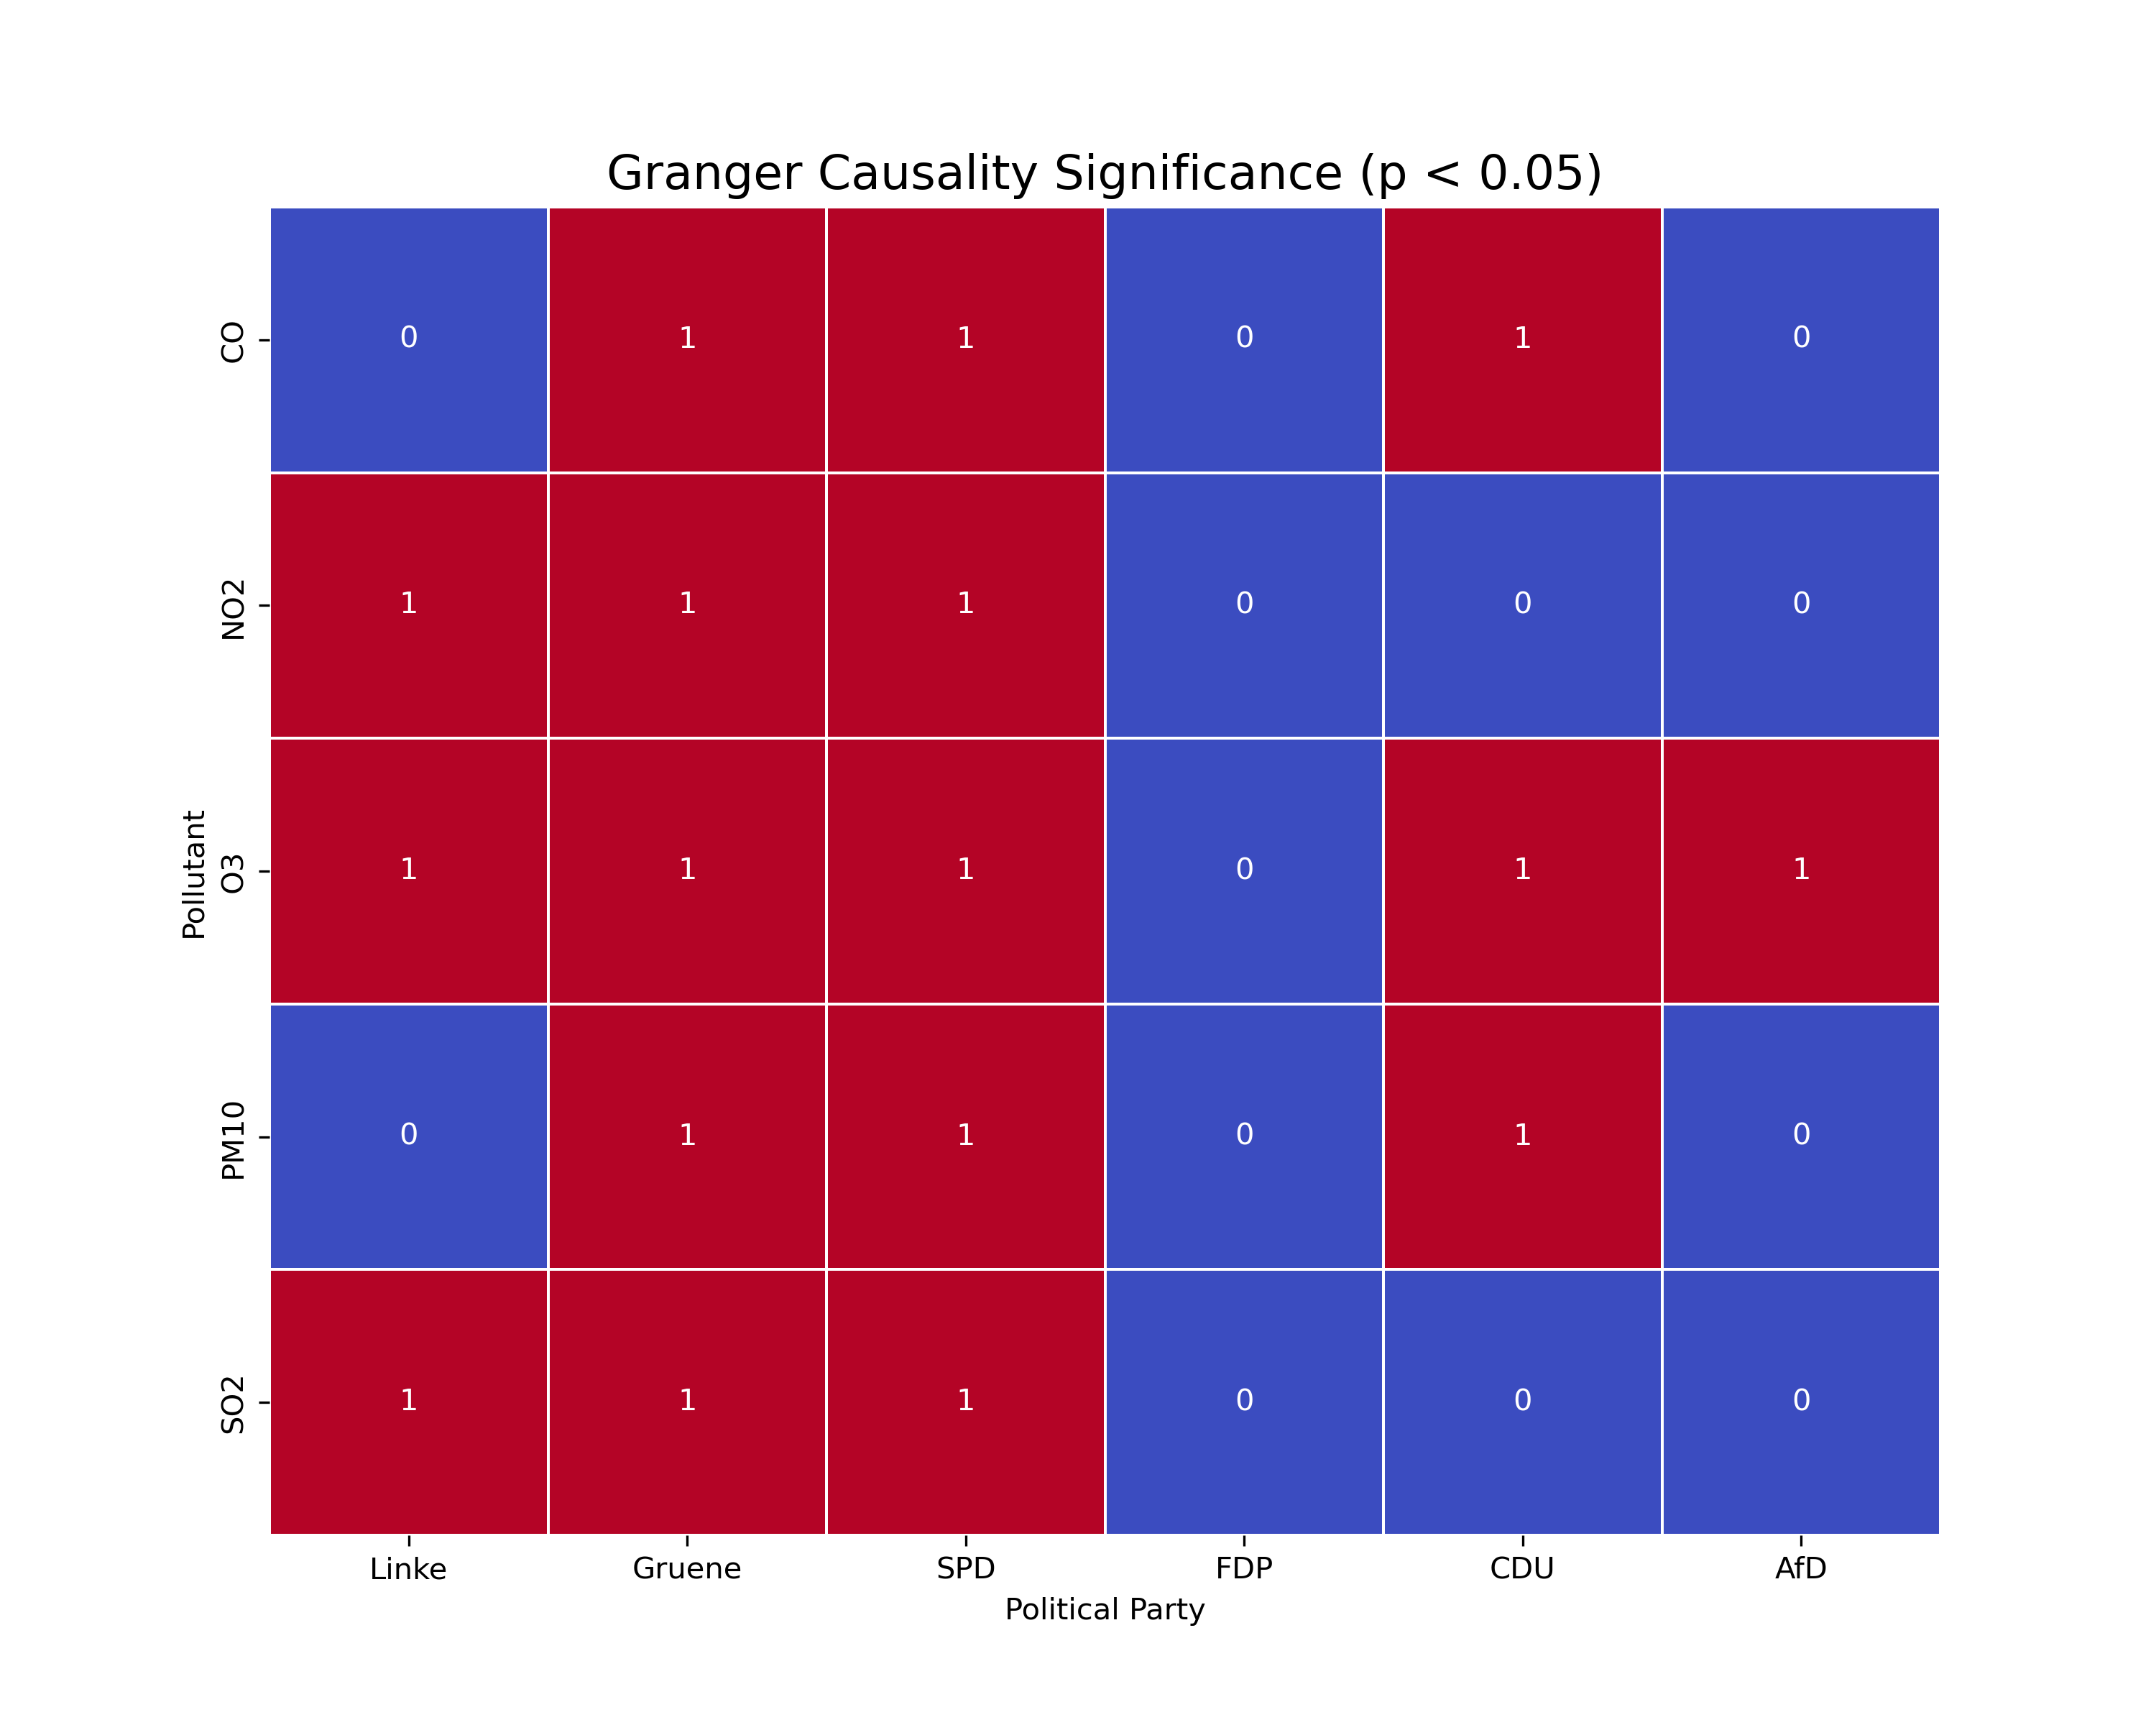 Granger Causality Significance (p < 0.05)
Pollutant
CO
0 1 1 0 1 0
NO2
1 1 1 0 0 0
O3
1 1 1 0 1 1
PM10
0 1 1 0 1 0
SO2
1 1 1 0 0 0
Linke Gruene SPD FDP CDU AfD
Political Party